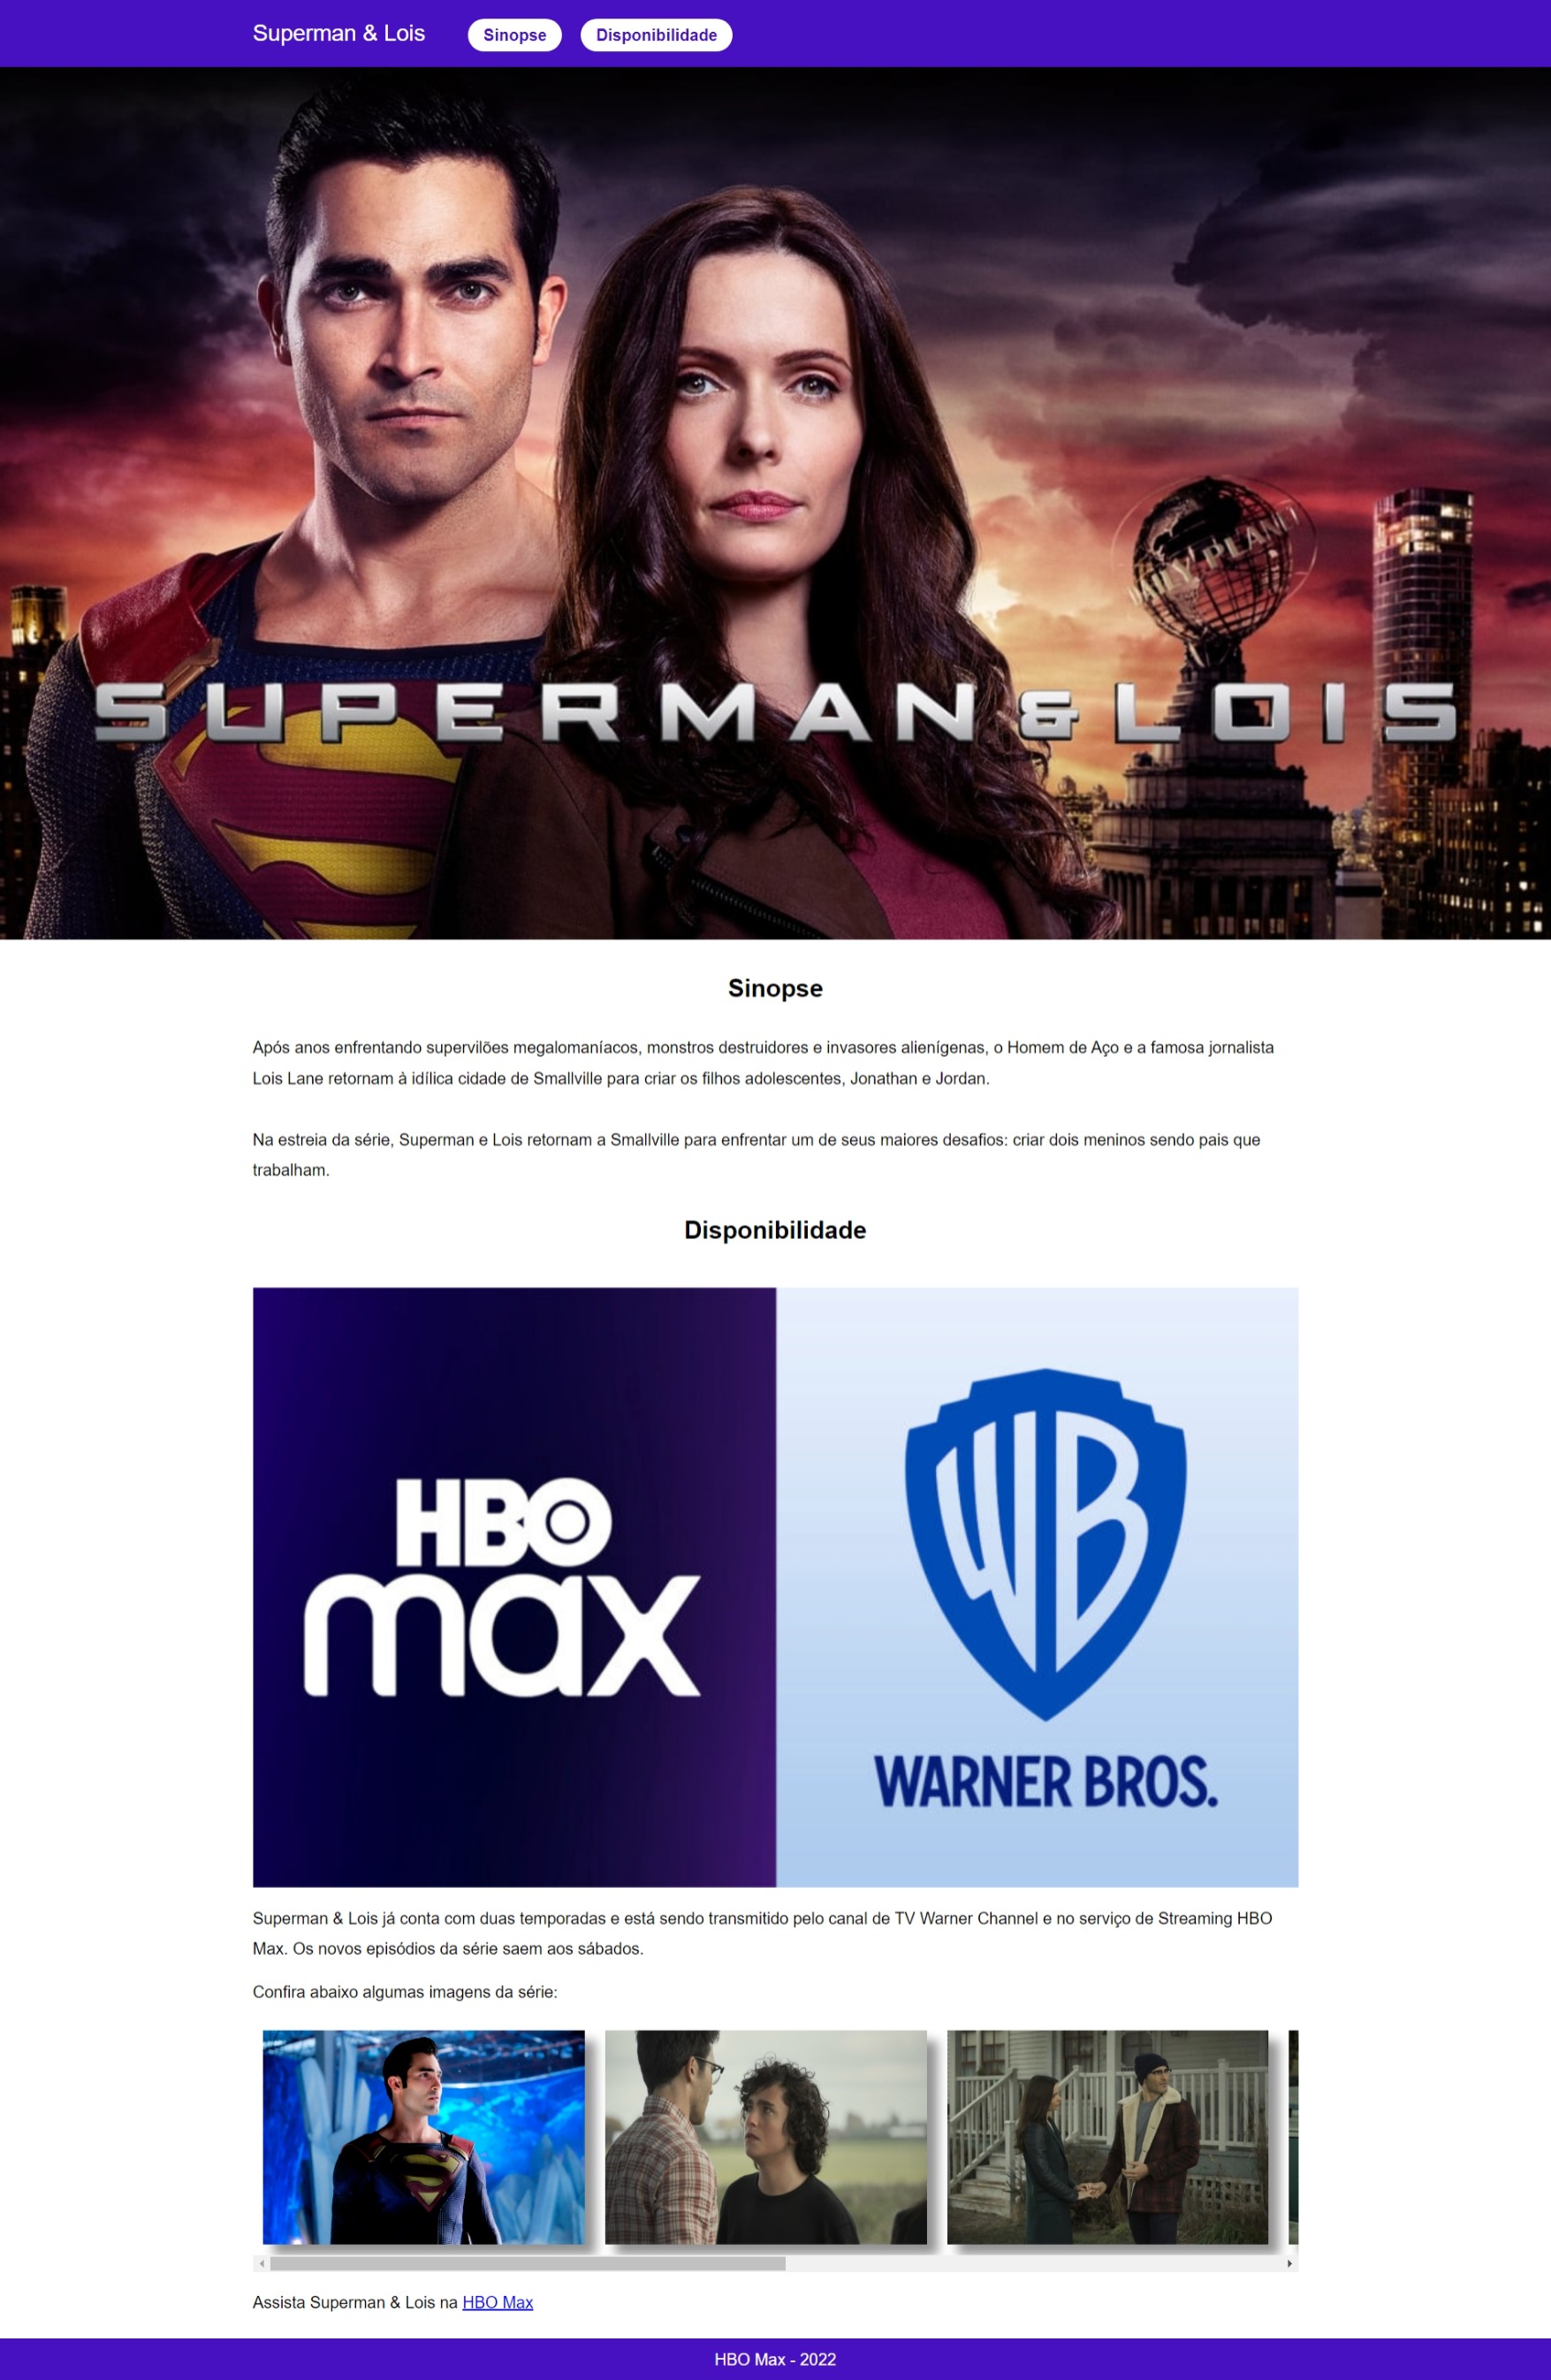 Superman & Lois
Sinopse
Disponibilidade
DAILY PLANET
SUPERMAN & LOIS
Sinopse
Após anos enfrentando supervilões megalomaníacos, monstros destruidores e invasores alienígenas, o Homem de Aço e a famosa jornalista
Lois Lane retornam à idílica cidade de Smallville para criar os filhos adolescentes, Jonathan e Jordan.
Na estreia da série, Superman e Lois retornam a Smallville para enfrentar um de seus maiores desafios: criar dois meninos sendo pais que
trabalham.
Disponibilidade
HBO
max
WB
WARNER BROS.
Superman & Lois já conta com duas temporadas e está sendo transmitido pelo canal de TV Warner Channel e no serviço de Streaming HBO
Max. Os novos episódios da série saem aos sábados.
Confira abaixo algumas imagens da série:
Assista Superman & Lois na HBO Max
HBO Max - 2022